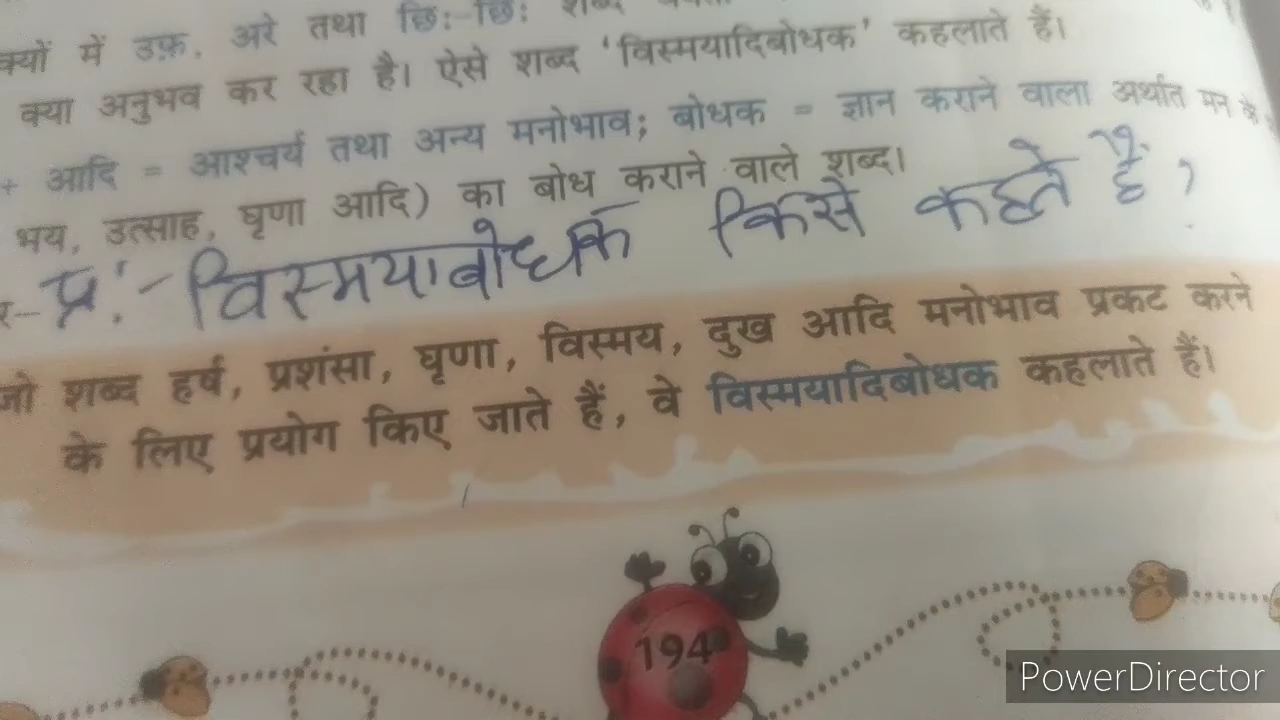 क्यों में उफ़, अरे तथा छिः-छिः शब्द
क्या अनुभव कर रहा है। ऐसे शब्द 'विस्मयादिबोधक' कहलाते हैं।
+ आदि = आश्चर्य तथा अन्य मनोभाव; बोधक = ज्ञान कराने वाला अर्थात मन के
भय, उत्साह, घृणा आदि) का बोध कराने वाले शब्द।
प्र:- विस्मयाबोधक किसे कहते है ?
जो शब्द हर्ष, प्रशंसा, घृणा, विस्मय, दुख आदि मनोभाव प्रकट करने
के लिए प्रयोग किए जाते हैं, वे विस्मयादिबोधक कहलाते हैं।
194
PowerDirector